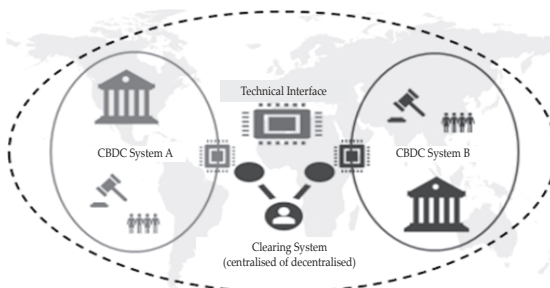 Technical Interface
CBDC System A
CBDC System B
Clearing System
(centralised of decentralised)